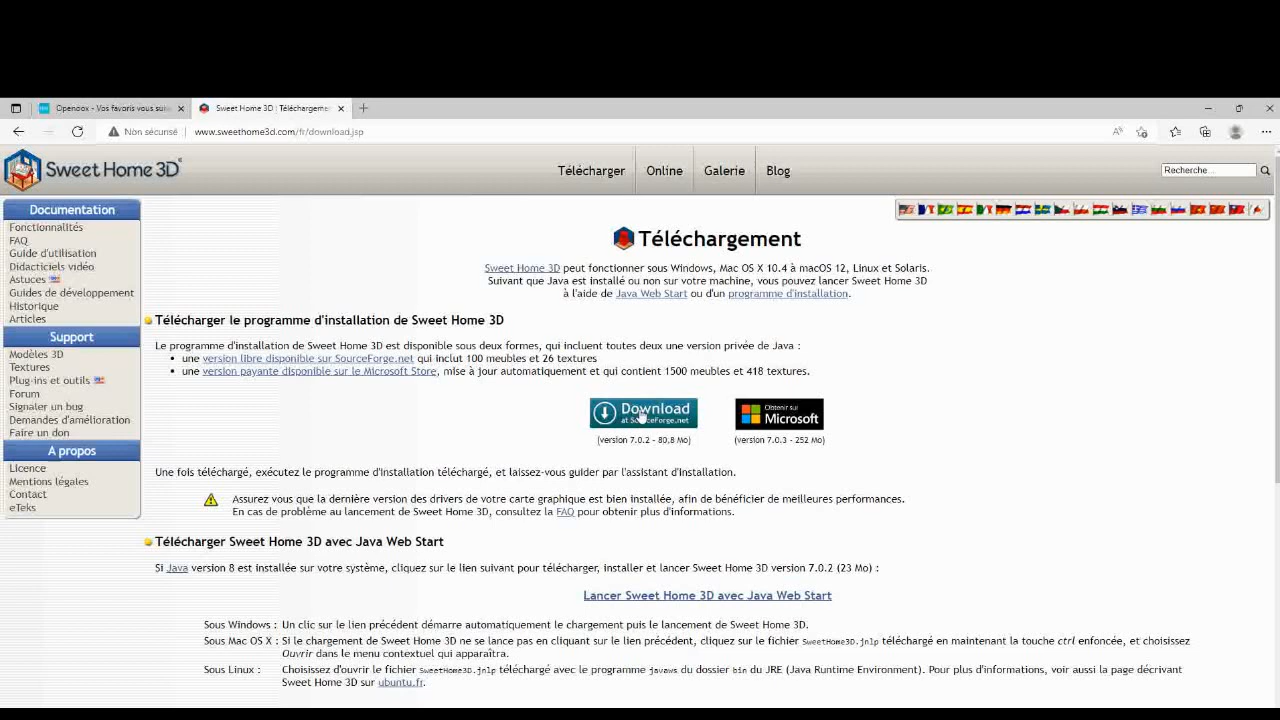 Openoox - Vos favoris vous suiv
Sweet Home 3D | Téléchargeme
Non sécurisé
www.sweethome3d.com/fr/download.jsp
Sweet Home 3D
Télécharger
Online
Galerie
Blog
Recherche...
Documentation
Fonctionnalités
FAQ
Guide d'utilisation
Didacticiels vidéo
Astuces
Guides de développement
Historique
Articles
Support
Modèles 3D
Textures
Plug-ins et outils
Forum
Signaler un bug
Demandes d'amélioration
Faire un don
A propos
Licence
Mentions légales
Contact
eTeks
Téléchargement
Sweet Home 3D peut fonctionner sous Windows, Mac OS X 10.4 à macOS 12, Linux et Solaris.
Suivant que Java est installé ou non sur votre machine, vous pouvez lancer Sweet Home 3D
à l'aide de Java Web Start ou d'un programme d'installation.
Télécharger le programme d'installation de Sweet Home 3D
Le programme d'installation de Sweet Home 3D est disponible sous deux formes, qui incluent toutes deux une version privée de Java :
• une version libre disponible sur SourceForge.net qui inclut 100 meubles et 26 textures
• une version payante disponible sur le Microsoft Store, mise à jour automatiquement et qui contient 1500 meubles et 418 textures.
Download
at SourceForge.net
Obtenir sur
Microsoft
(version 7.0.2 - 80,8 Mo)
(version 7.0.3 - 252 Mo)
Une fois téléchargé, exécutez le programme d'installation téléchargé, et laissez-vous guider par l'assistant d'installation.
Assurez vous que la dernière version des drivers de votre carte graphique est bien installée, afin de bénéficier de meilleures performances.
En cas de problème au lancement de Sweet Home 3D, consultez la FAQ pour obtenir plus d'informations.
Télécharger Sweet Home 3D avec Java Web Start
Si Java version 8 est installée sur votre système, cliquez sur le lien suivant pour télécharger, installer et lancer Sweet Home 3D version 7.0.2 (23 Mo) :
Lancer Sweet Home 3D avec Java Web Start
Sous Windows : Un clic sur le lien précédent démarre automatiquement le chargement puis le lancement de Sweet Home 3D.
Sous Mac OS X : Si le chargement de Sweet Home 3D ne se lance pas en cliquant sur le lien précédent, cliquez sur le fichier SweetHome3D.jnlp téléchargé en maintenant la touche ctrl enfoncée, et choisissez
Ouvrir dans le menu contextuel qui apparaîtra.
Sous Linux : Choisissez d'ouvrir le fichier SweetHome3D.jnlp téléchargé avec le programme javaws du dossier bin du JRE (Java Runtime Environment). Pour plus d'informations, voir aussi la page décrivant
Sweet Home 3D sur ubuntu.fr.